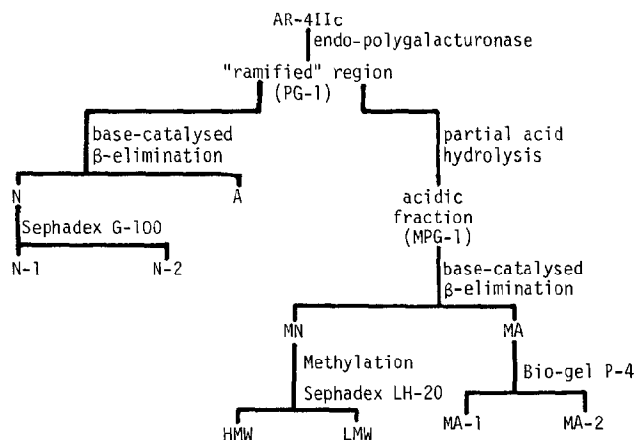 AR-4IIc
endo-polygalacturonase
"ramified" region
(PG-1)
base-catalysed
β-elimination
partial acid
hydrolysis
N
A
acidic
fraction
(MPG-1)
Sephadex G-100
N-1
N-2
base-catalysed
β-elimination
MN
MA
Methylation
Sephadex LH-20
Bio-gel P-4
HMW
LMW
MA-1
MA-2